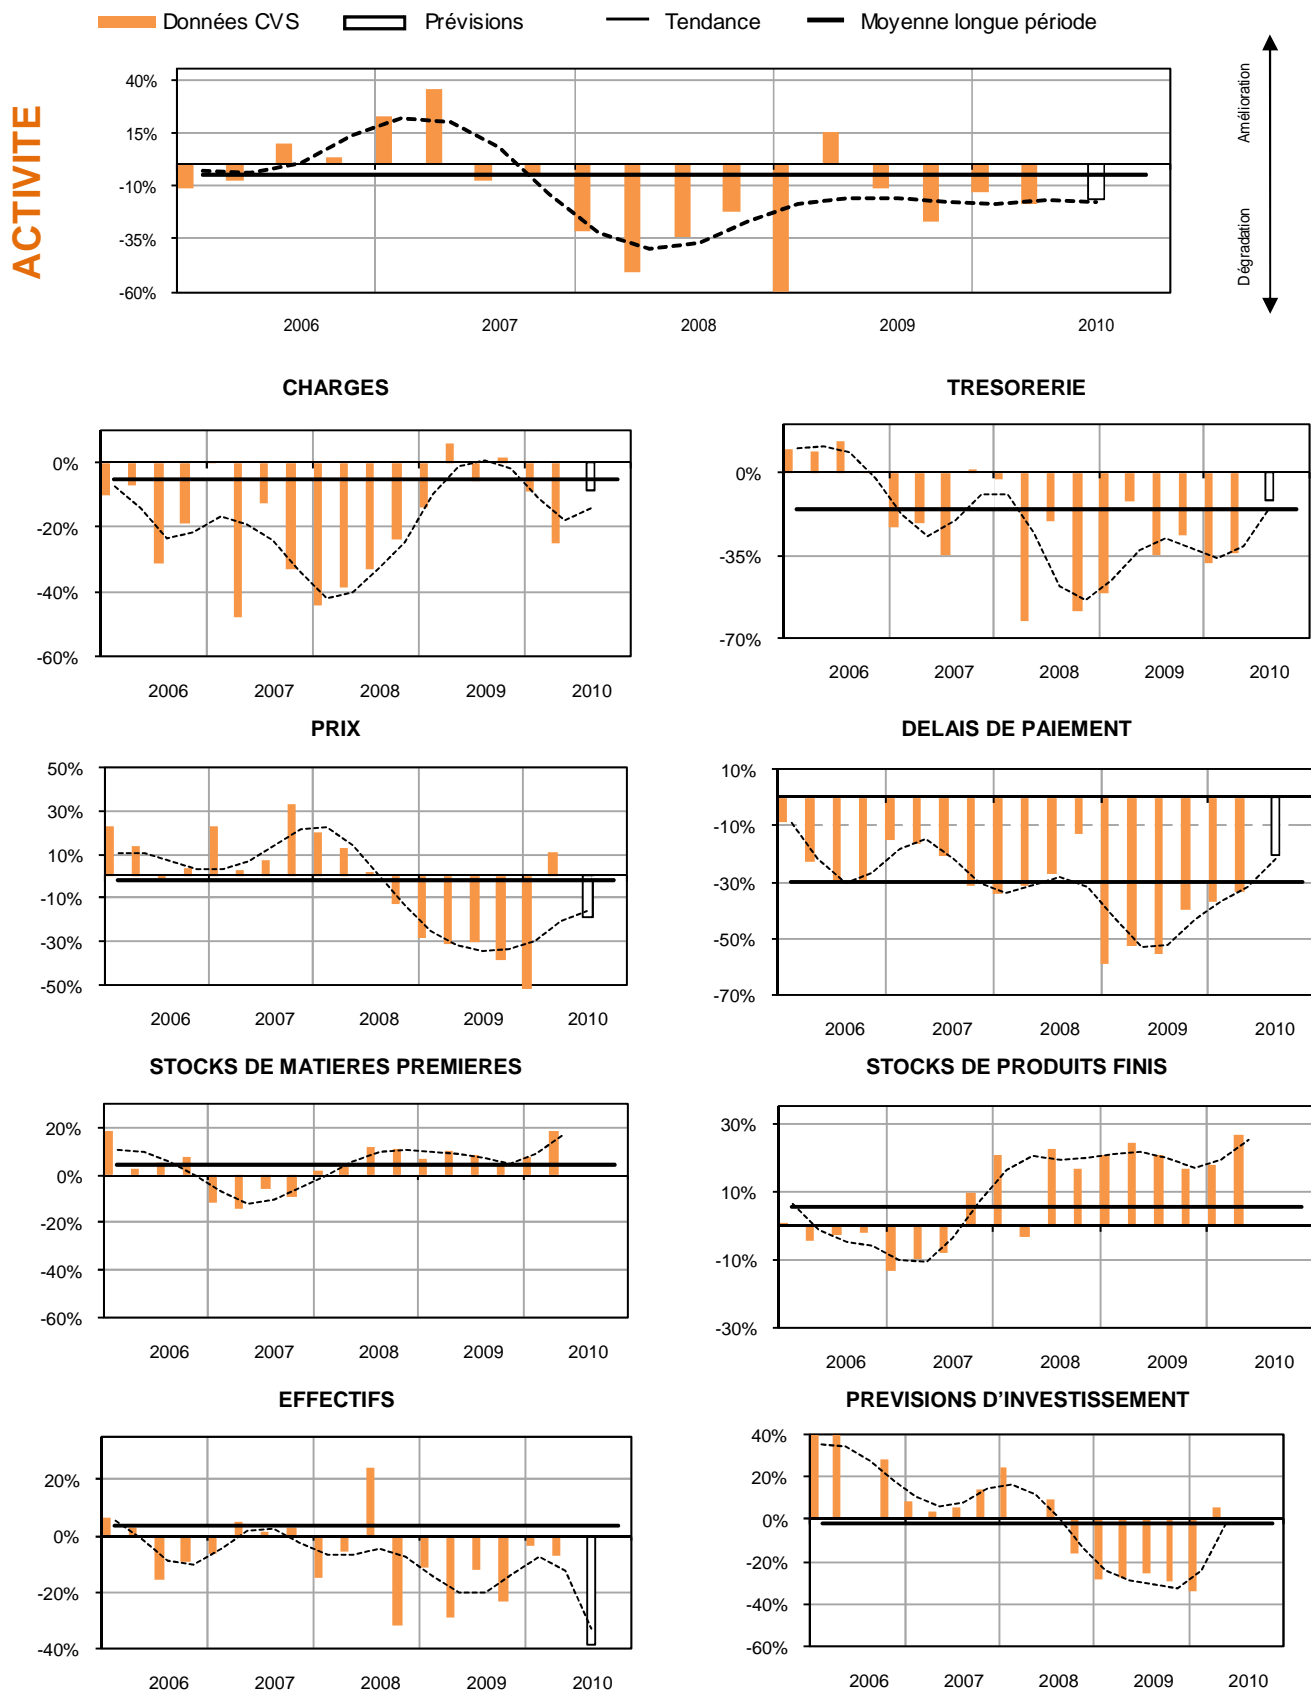 Données CVS Prévisions Tendance Moyenne longue période
ACTIVITE
40%
15%
-10%
-35%
-60%
2006 2007 2008 2009 2010
Amélioration
Dégradation
CHARGES
0%
-20%
-40%
-60%
2006 2007 2008 2009 2010
TRESORERIE
0%
-35%
-70%
2006 2007 2008 2009 2010
PRIX
50%
30%
10%
-10%
-30%
-50%
2006 2007 2008 2009 2010
DELAIS DE PAIEMENT
10%
-10%
-30%
-50%
-70%
2006 2007 2008 2009 2010
STOCKS DE MATIERES PREMIERES
20%
0%
-20%
-40%
-60%
2006 2007 2008 2009 2010
STOCKS DE PRODUITS FINIS
30%
10%
-10%
-30%
2006 2007 2008 2009 2010
EFFECTIFS
20%
0%
-20%
-40%
2006 2007 2008 2009 2010
PREVISIONS D’INVESTISSEMENT
40%
20%
0%
-20%
-40%
-60%
2006 2007 2008 2009 2010